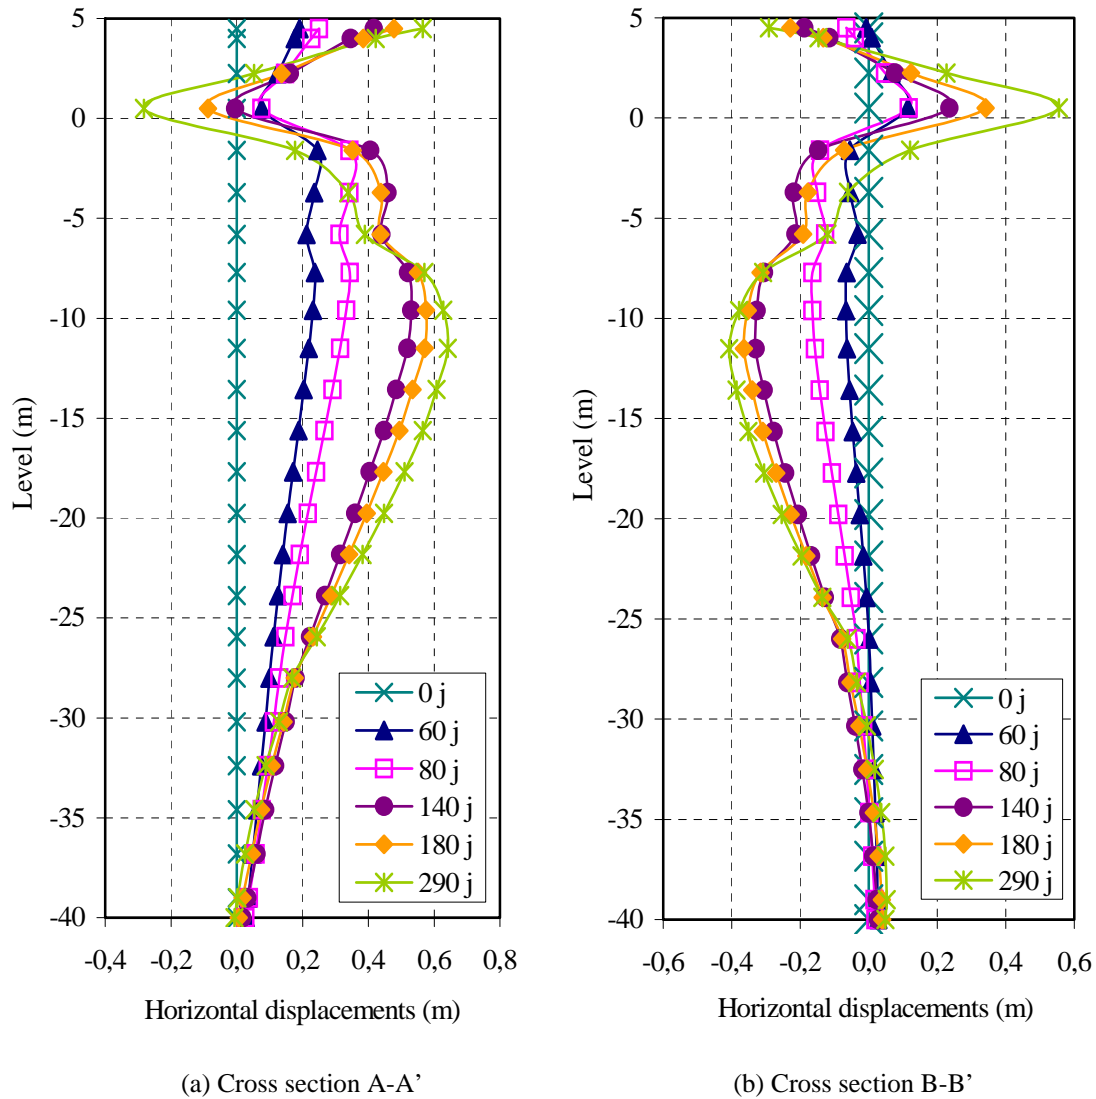 5
0
-5
-10
-15
-20
-25
-30
-35
-40
Level (m)
-0,4 0,0 0,2 0,4 0,6 0,8
Horizontal displacements (m)
0 j
60 j
80 j
140 j
180 j
290 j
(a) Cross section A-A’
5
0
-5
-10
-15
-20
-25
-30
-35
-40
Level (m)
-0,6 -0,4 -0,2 0,0 0,2 0,4 0,6
Horizontal displacements (m)
0 j
60 j
80 j
140 j
180 j
290 j
(b) Cross section B-B’